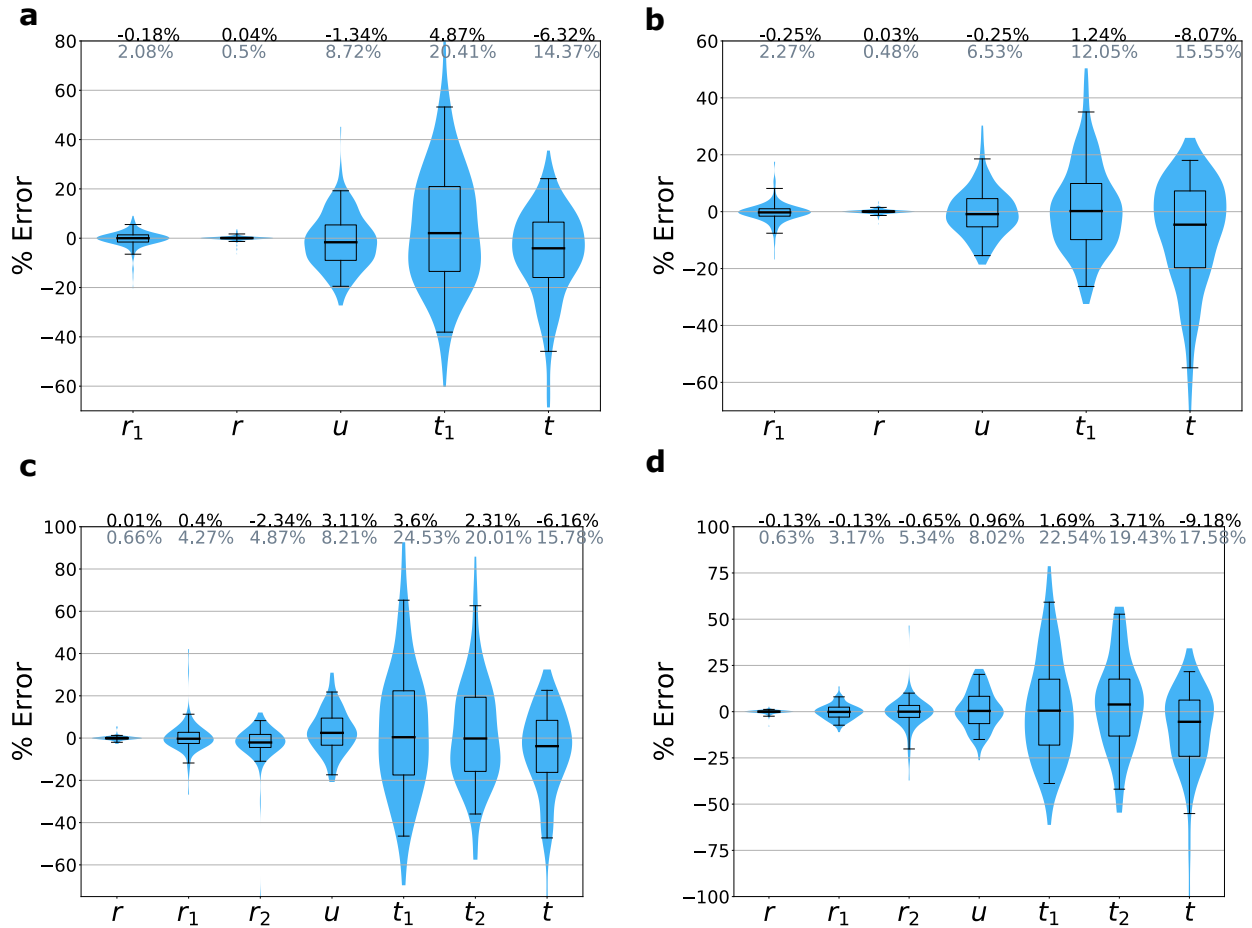 a
-0.18% 0.04% -1.34% 4.87% -6.32%
2.08% 0.5% 8.72% 20.41% 14.37%
80
60
40
20
0
−20
−40
−60
% Error
r₁ r u t₁ t
b
-0.25% 0.03% -0.25% 1.24% -8.07%
2.27% 0.48% 6.53% 12.05% 15.55%
60
40
20
0
−20
−40
−60
% Error
r₁ r u t₁ t
c
0.01% 0.4% -2.34% 3.11% 3.6% 2.31% -6.16%
0.66% 4.27% 4.87% 8.21% 24.53% 20.01% 15.78%
100
80
60
40
20
0
−20
−40
−60
% Error
r r₁ r₂ u t₁ t₂ t
d
-0.13% -0.13% -0.65% 0.96% 1.69% 3.71% -9.18%
0.63% 3.17% 5.34% 8.02% 22.54% 19.43% 17.58%
100
75
50
25
0
−25
−50
−75
−100
% Error
r r₁ r₂ u t₁ t₂ t